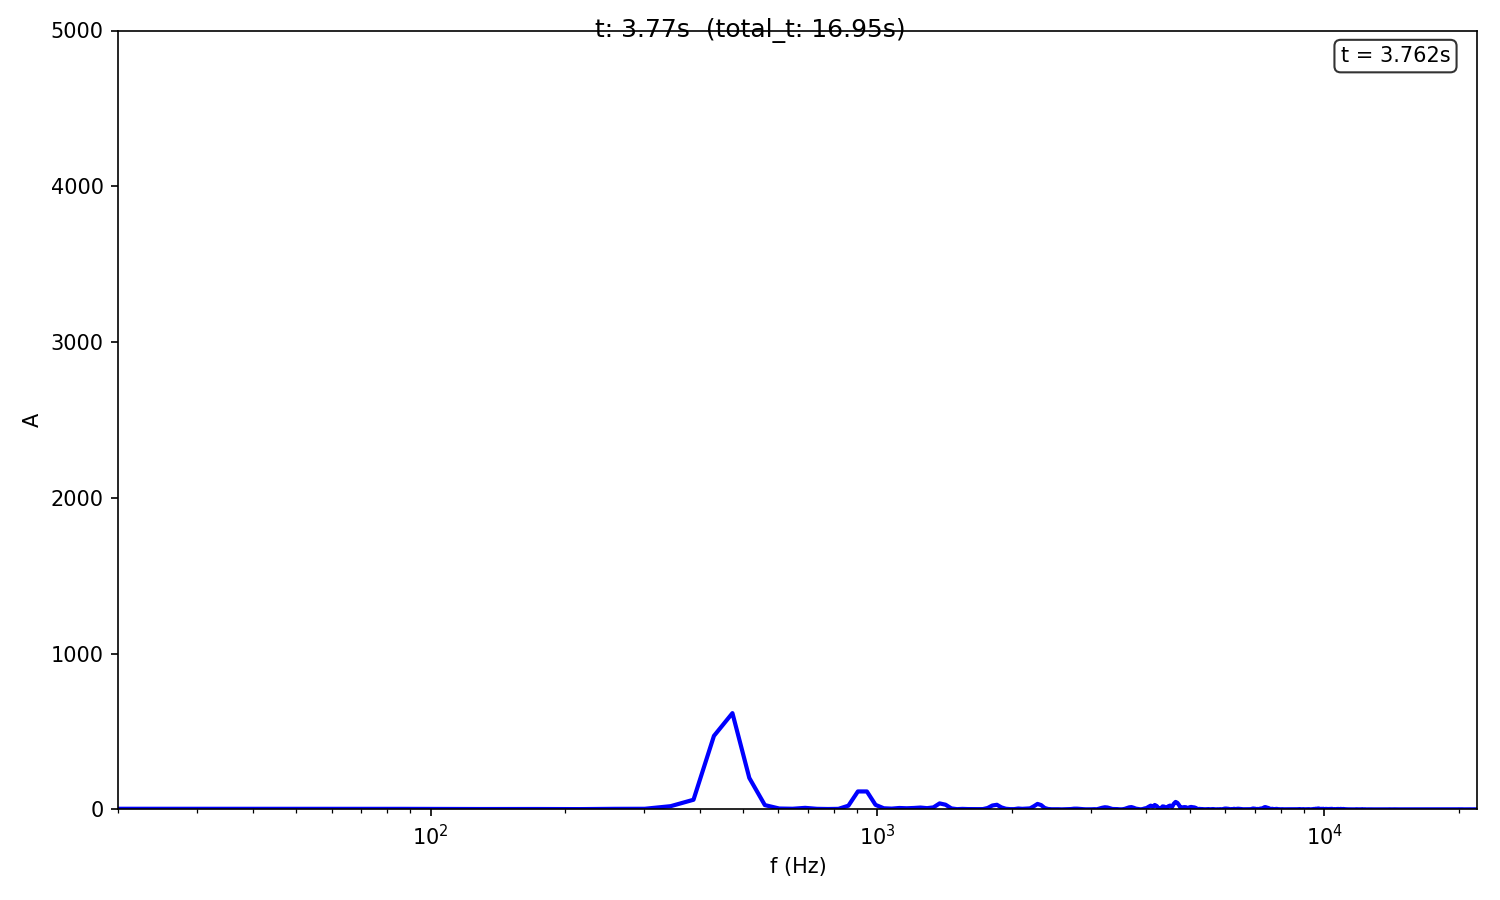 t: 3.77s  (total_t: 16.95s)
t = 3.762s
5000
4000
3000
2000
1000
0
A
10²
10³
10⁴
f (Hz)